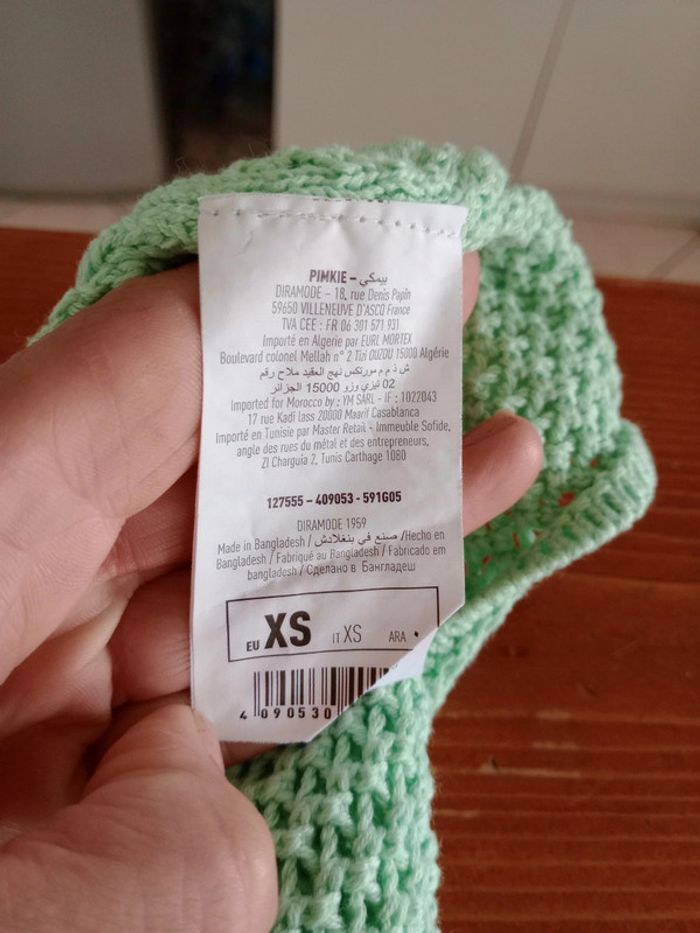 PIMKIE – بيمكي
DIRAMODE – 18, rue Denis Papin
59650 VILLENEUVE D'ASCQ France
TVA CEE : FR 06 301 571 931
Importé en Algerie par EURL MORTEX
Boulevard colonel Mellah n° 2 Tizi OUZOU 15000 Algérie
ش ذ م م مورتكس نهج العقيد ملاح رقم
02 تيزي وزو 15000 الجزائر
Imported for Morocco by : YM SARL - IF : 1022043
17 rue Kadi Iass 20000 Maarif Casablanca
Importé en Tunisie par Master Retail - Immeuble Sofide,
angle des rues du métal et des entrepreneurs,
ZI Charguia 2, Tunis Carthage 1080
127555 – 409053 - 591G05
DIRAMODE 1959
Made in Bangladesh / صنع في بنغلادش /Hecho en
Bangladesh / Fabriqué au Bangladesh / Fabricado em
bangladesh / Сделано в Бангладеш
EU XS IT XS ARA
4 090530